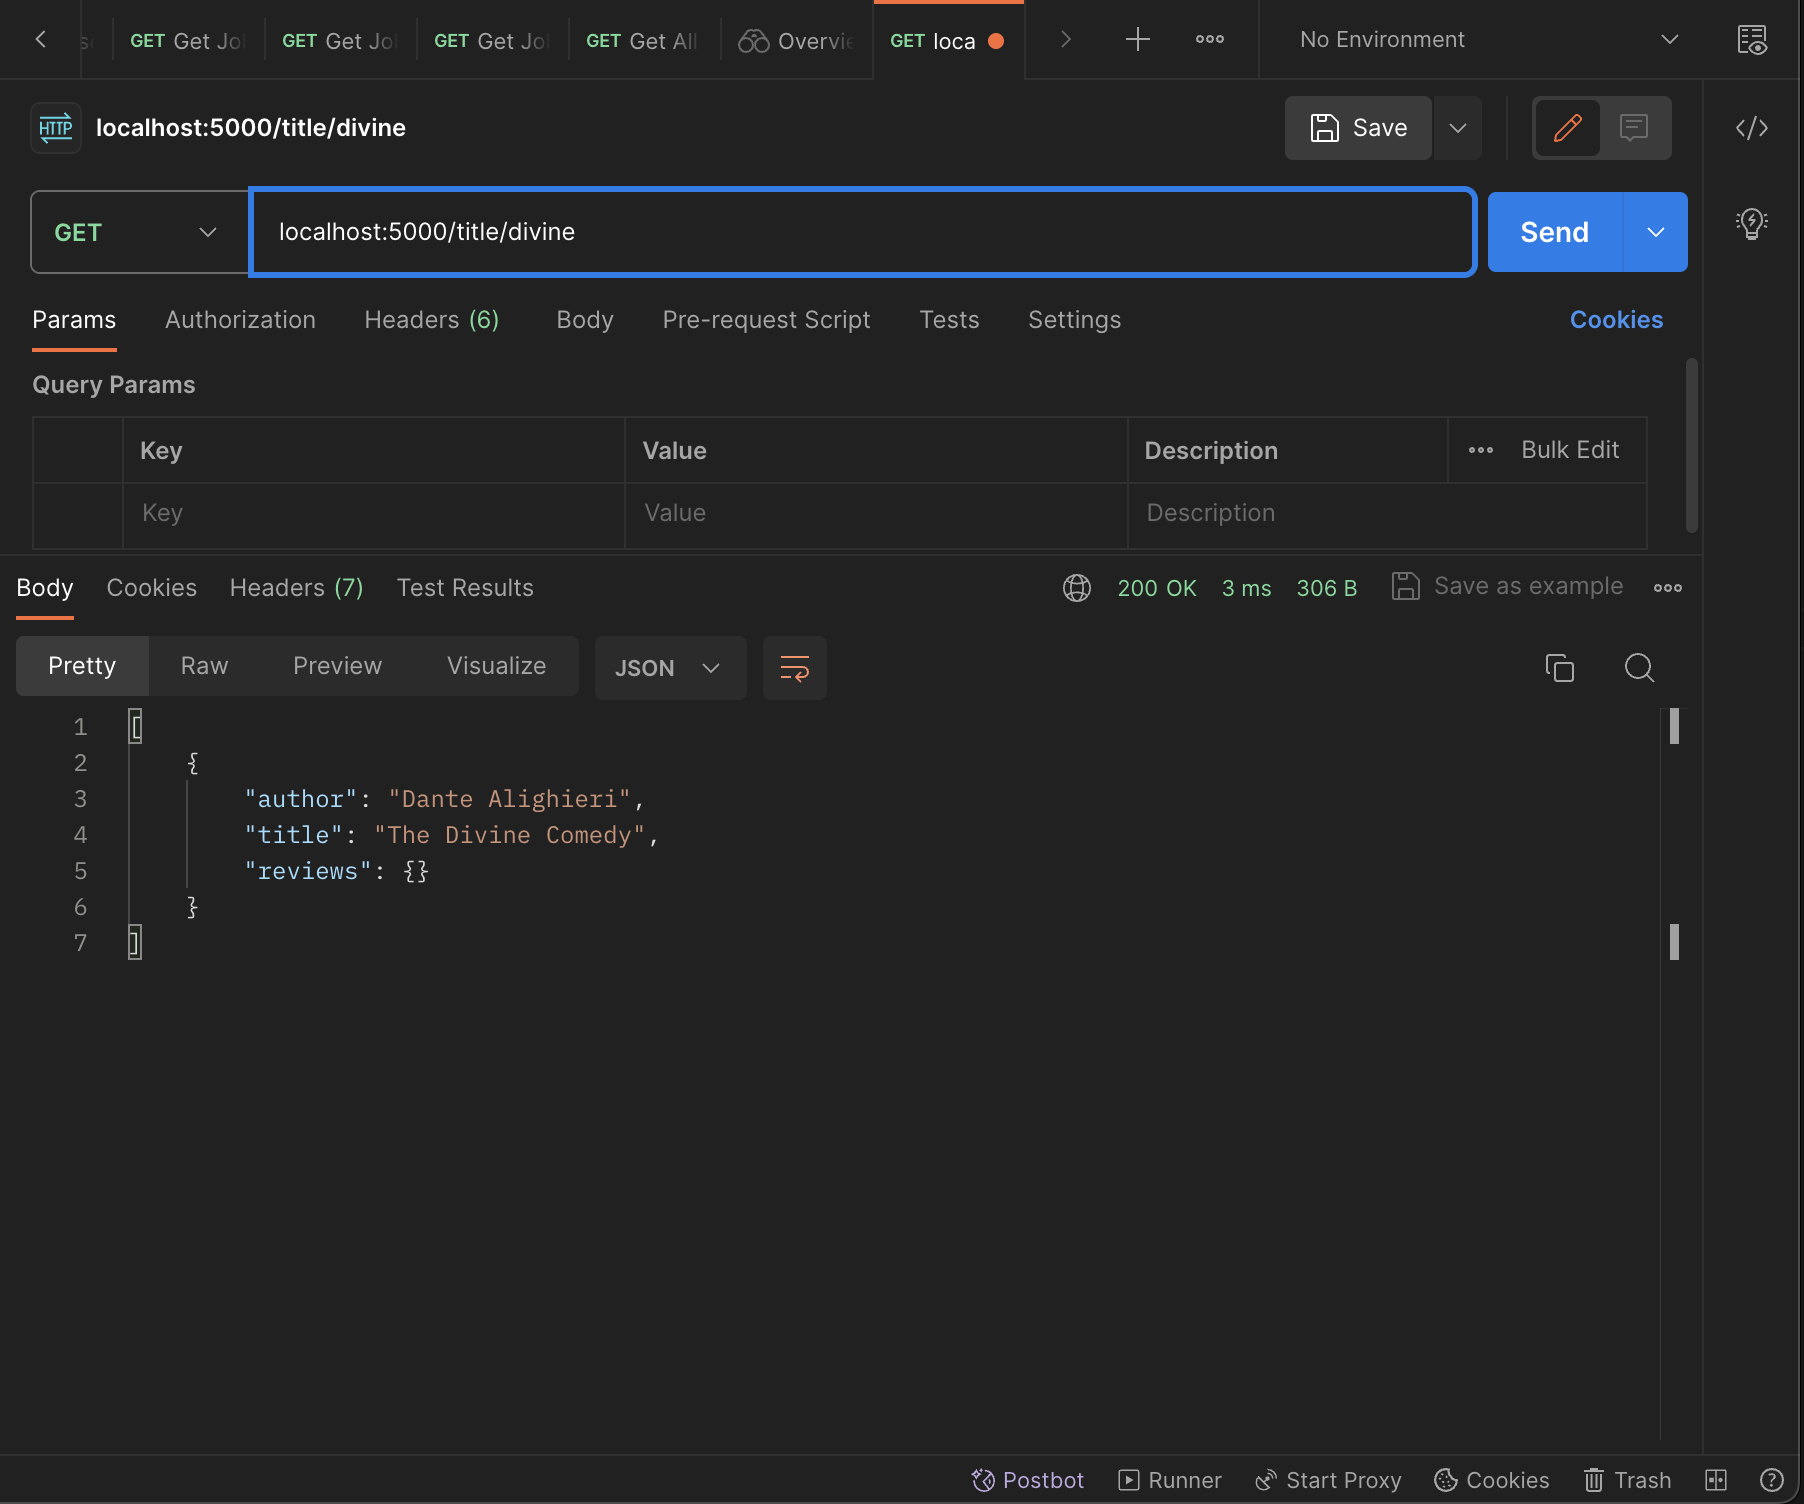 GET Get Jo
GET Get Jo
GET Get Jo
GET Get All
Overvie
GET loca
No Environment
HTTP
localhost:5000/title/divine
Save
GET
localhost:5000/title/divine
Send
Params Authorization Headers (6) Body Pre-request Script Tests Settings Cookies
Query Params
Key Value Description Bulk Edit
Key Value Description
Body Cookies Headers (7) Test Results 200 OK 3 ms 306 B Save as example
Pretty Raw Preview Visualize JSON
1 [
2 {
3 "author": "Dante Alighieri",
4 "title": "The Divine Comedy",
5 "reviews": {}
6 }
7 ]
Postbot Runner Start Proxy Cookies Trash